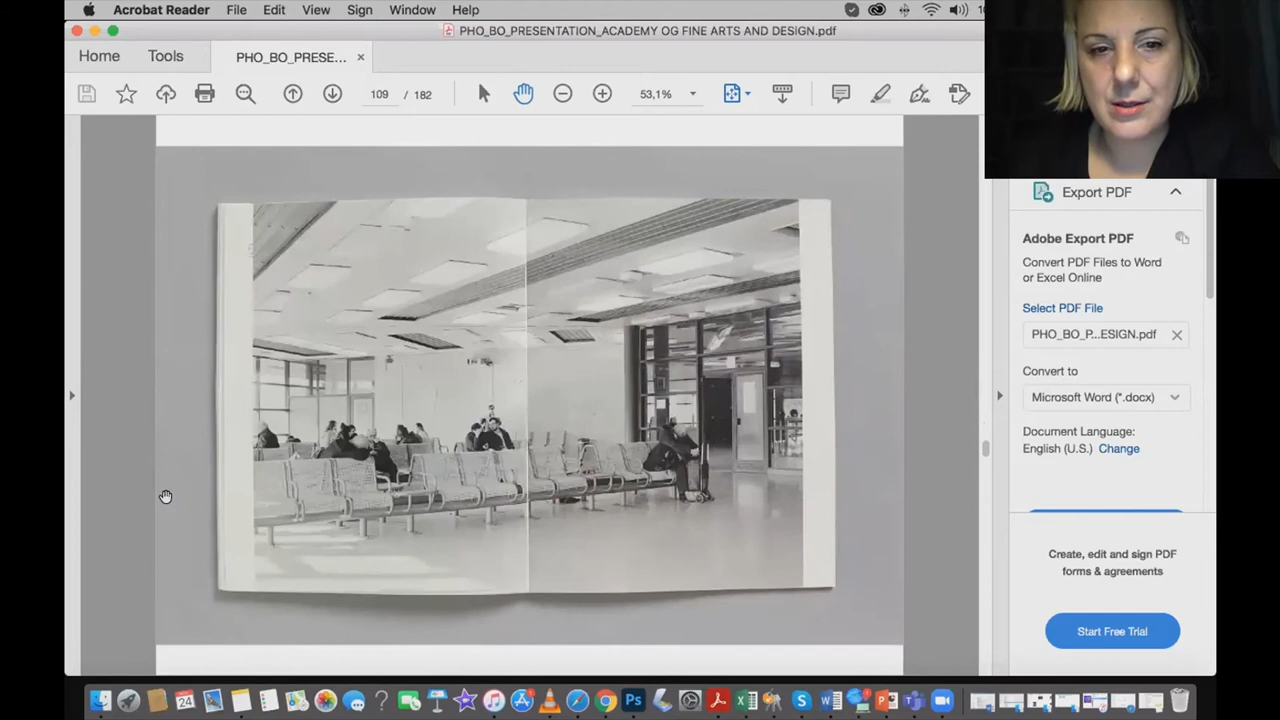 Acrobat Reader File Edit View Sign Window Help
PHO_BO_PRESENTATION_ACADEMY OG FINE ARTS AND DESIGN.pdf
Home Tools PHO_BO_PRESE...
109 / 182 53,1%
Export PDF
Adobe Export PDF
Convert PDF Files to Word
or Excel Online
Select PDF File
PHO_BO_P...ESIGN.pdf
Convert to
Microsoft Word (*.docx)
Document Language:
English (U.S.) Change
Create, edit and sign PDF
forms & agreements
Start Free Trial
24